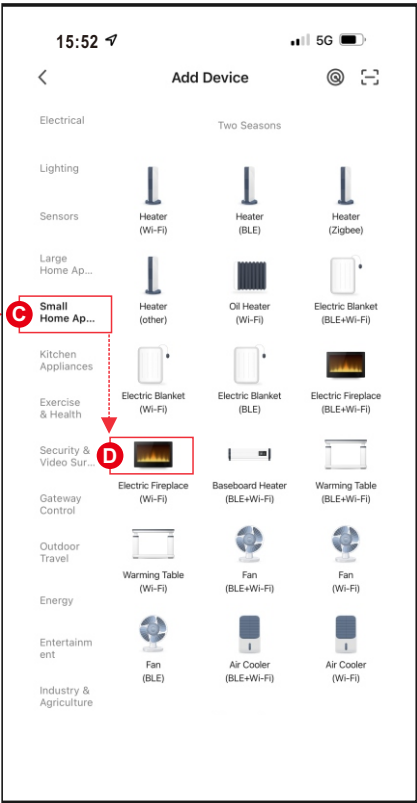 15:52
5G
Add Device
Electrical
Lighting
Sensors
Large
Home Ap...
C
Small
Home Ap...
Kitchen
Appliances
Exercise
& Health
Security &
Video Sur...
Gateway
Control
Outdoor
Travel
Energy
Entertainm
ent
Industry &
Agriculture
Two Seasons
Heater
(Wi-Fi)
Heater
(BLE)
Heater
(Zigbee)
Heater
(other)
Oil Heater
(Wi-Fi)
Electric Blanket
(BLE+Wi-Fi)
Electric Blanket
(Wi-Fi)
Electric Blanket
(BLE)
Electric Fireplace
(BLE+Wi-Fi)
D
Electric Fireplace
(Wi-Fi)
Baseboard Heater
(BLE+Wi-Fi)
Warming Table
(BLE+Wi-Fi)
Warming Table
(Wi-Fi)
Fan
(BLE+Wi-Fi)
Fan
(Wi-Fi)
Fan
(BLE)
Air Cooler
(BLE+Wi-Fi)
Air Cooler
(Wi-Fi)